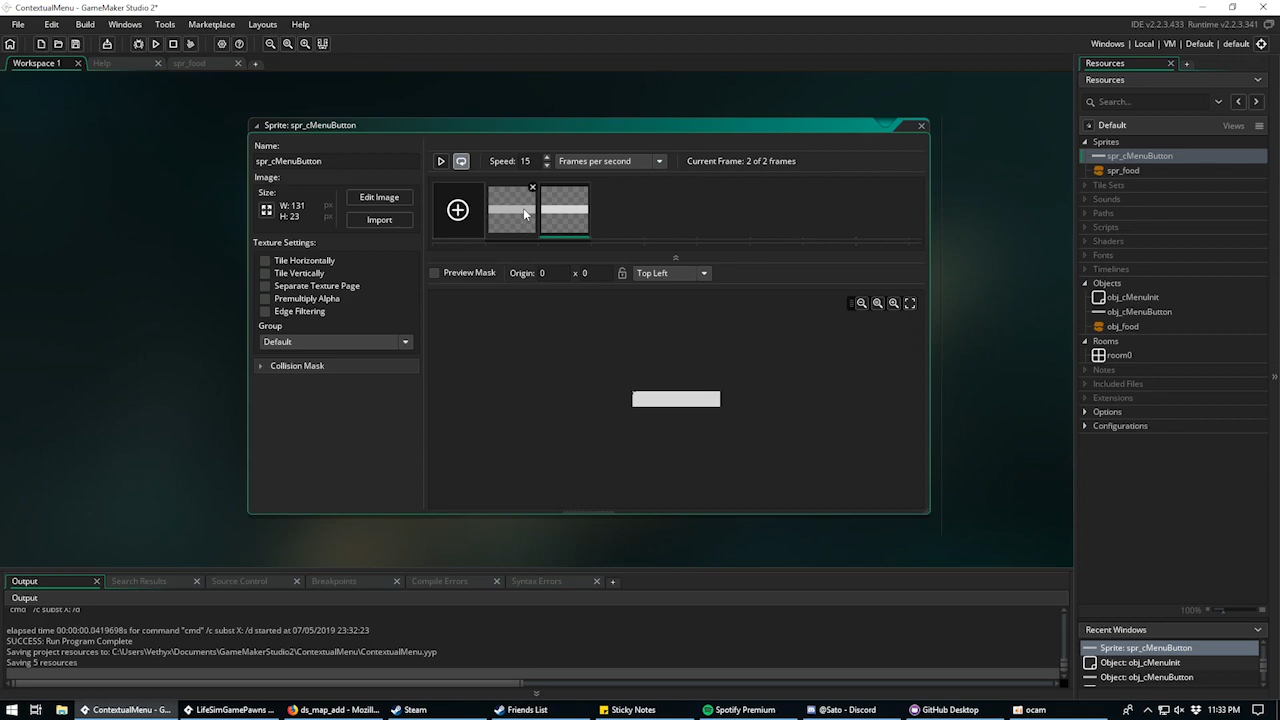 ContextualMenu - GameMaker Studio 2*
File Edit Build Windows Tools Marketplace Layouts Help
IDE v2.2.3.433 Runtime v2.2.3.341
Windows | Local | VM | Default | default
Workspace 1 Help spr_food
Sprite: spr_cMenuButton
Name:
spr_cMenuButton
Image:
Size:
W: 131 px
H: 23
Edit Image
Import
Texture Settings:
Tile Horizontally
Tile Vertically
Separate Texture Page
Premultiply Alpha
Edge Filtering
Group
Default
Collision Mask
Speed: 15 Frames per second Current Frame: 2 of 2 frames
Preview Mask Origin: 0 x 0 Top Left
Resources
Resources
Search...
Default Views
Sprites
spr_cMenuButton
spr_food
Tile Sets
Sounds
Paths
Scripts
Shaders
Fonts
Timelines
Objects
obj_cMenuInit
obj_cMenuButton
obj_food
Rooms
room0
Notes
Included Files
Extensions
Options
Configurations
100%
Recent Windows
Sprite: spr_cMenuButton
Object: obj_cMenuInit
Object: obj_cMenuButton
Output Search Results Source Control Breakpoints Compile Errors Syntax Errors
Output
"cmd" /c subst X: /d
elapsed time 00:00:00.0419698s for command "cmd" /c subst X: /d started at 07/05/2019 23:32:23
SUCCESS: Run Program Complete
Saving project resources to: C:\Users\Vethyx\Documents\GameMakerStudio2\ContextualMenu\ContextualMenu.yyp
Saving 5 resources
ContextualMenu - G... LifeSimGamePawns ... ds_map_add - Mozill... Steam Friends List Sticky Notes Spotify Premium @Sato - Discord GitHub Desktop ocam 11:33 PM